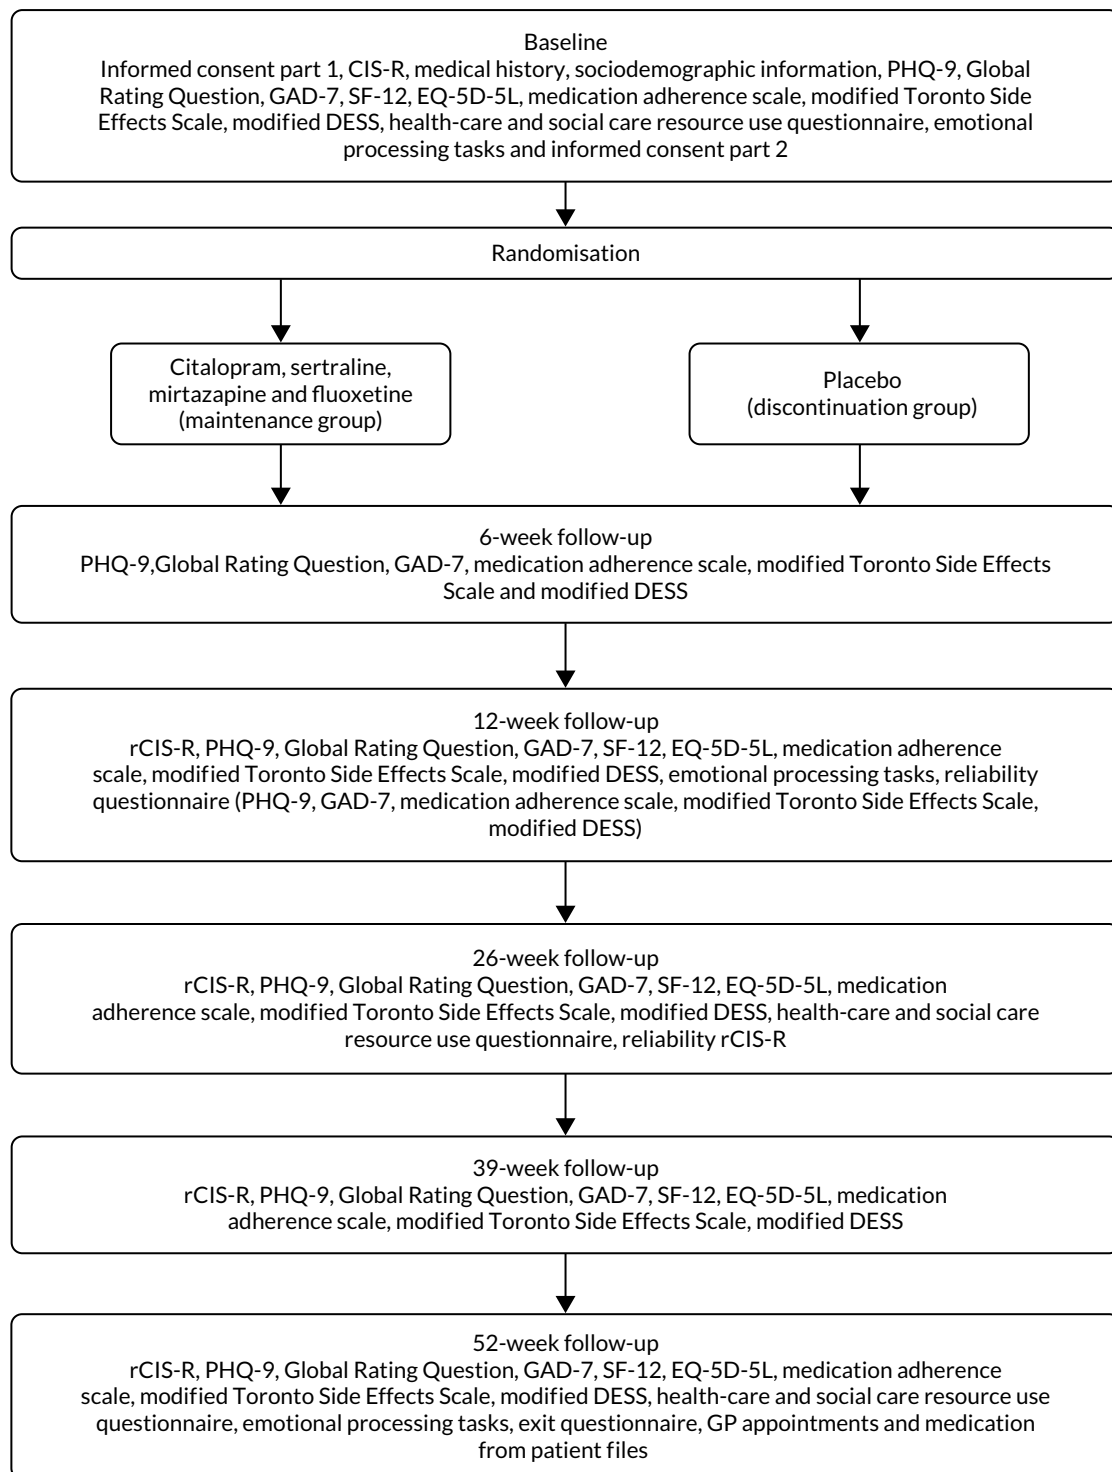 Baseline
Informed consent part 1, CIS-R, medical history, sociodemographic information, PHQ-9, Global
Rating Question, GAD-7, SF-12, EQ-5D-5L, medication adherence scale, modified Toronto Side
Effects Scale, modified DESS, health-care and social care resource use questionnaire, emotional
processing tasks and informed consent part 2
Randomisation
Citalopram, sertraline,
mirtazapine and fluoxetine
(maintenance group)
Placebo
(discontinuation group)
6-week follow-up
PHQ-9,Global Rating Question, GAD-7, medication adherence scale, modified Toronto Side Effects
Scale and modified DESS
12-week follow-up
rCIS-R, PHQ-9, Global Rating Question, GAD-7, SF-12, EQ-5D-5L, medication adherence
scale, modified Toronto Side Effects Scale, modified DESS, emotional processing tasks, reliability
questionnaire (PHQ-9, GAD-7, medication adherence scale, modified Toronto Side Effects Scale,
modified DESS)
26-week follow-up
rCIS-R, PHQ-9, Global Rating Question, GAD-7, SF-12, EQ-5D-5L, medication
adherence scale, modified Toronto Side Effects Scale, modified DESS, health-care and social care
resource use questionnaire, reliability rCIS-R
39-week follow-up
rCIS-R, PHQ-9, Global Rating Question, GAD-7, SF-12, EQ-5D-5L, medication
adherence scale, modified Toronto Side Effects Scale, modified DESS
52-week follow-up
rCIS-R, PHQ-9, Global Rating Question, GAD-7, SF-12, EQ-5D-5L, medication adherence
scale, modified Toronto Side Effects Scale, modified DESS, health-care and social care resource use
questionnaire, emotional processing tasks, exit questionnaire, GP appointments and medication
from patient files